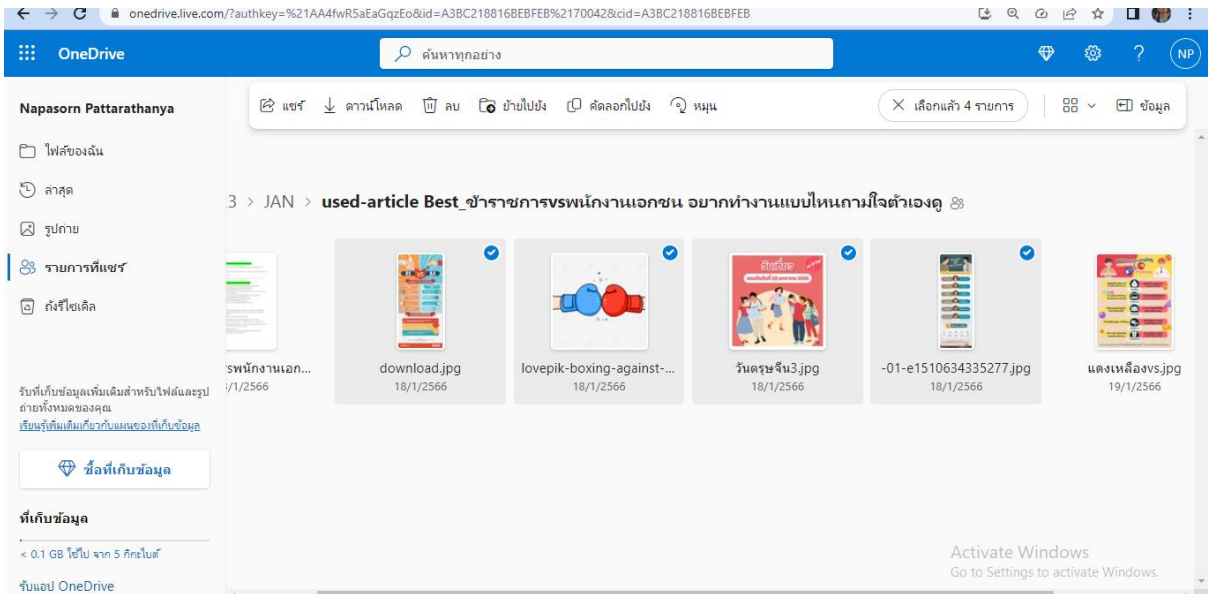 onedrive.live.com/?authkey=%21AA4fwR5aEaGqzEo&id=A3BC218816BEBFEB%2170042&cid=A3BC218816BEBFEB
OneDrive
ค้นหาทุกอย่าง
NP
Napasorn Pattarathanya
แชร์ ดาวน์โหลด ลบ ย้ายไปยัง คัดลอกไปยัง หมุน
เลือกแล้ว 4 รายการ
ข้อมูล
ไฟล์ของฉัน
ล่าสุด
รูปถ่าย
รายการที่แชร์
ถังรีไซเคิล
3 > JAN > used-article Best_ข้าราชการvsพนักงานเอกชน อยากทำงานแบบไหนถามใจตัวเองดู
วันเที่ยว
รพนักงานเอก...
/1/2566
download.jpg
18/1/2566
lovepik-boxing-against-...
18/1/2566
วันตรุษจีน3.jpg
18/1/2566
-01-e1510634335277.jpg
18/1/2566
แตงเหลืองvs.jpg
19/1/2566
รับที่เก็บข้อมูลเพิ่มเติมสำหรับไฟล์และรูป
ถ่ายทั้งหมดของคุณ
เรียนรู้เพิ่มเติมเกี่ยวกับแผนของที่เก็บข้อมูล
ซื้อที่เก็บข้อมูล
ที่เก็บข้อมูล
< 0.1 GB ใช้ไป จาก 5 กิกะไบต์
รับแอป OneDrive
Activate Windows
Go to Settings to activate Windows.